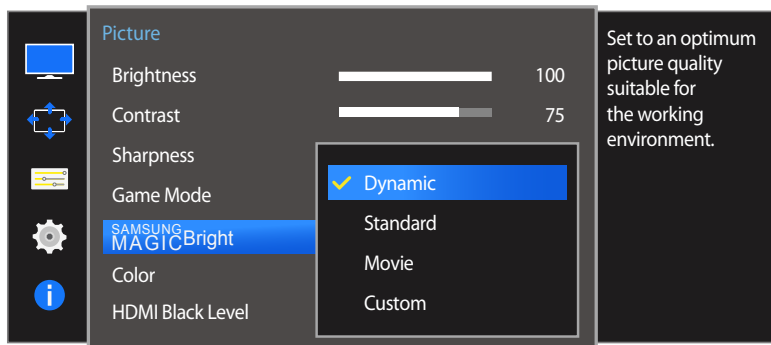 Picture
Brightness 100
Contrast 75
Sharpness
Game Mode
SAMSUNG
MAGICBright
Color
HDMI Black Level
Dynamic
Standard
Movie
Custom
Set to an optimum
picture quality
suitable for
the working
environment.
i